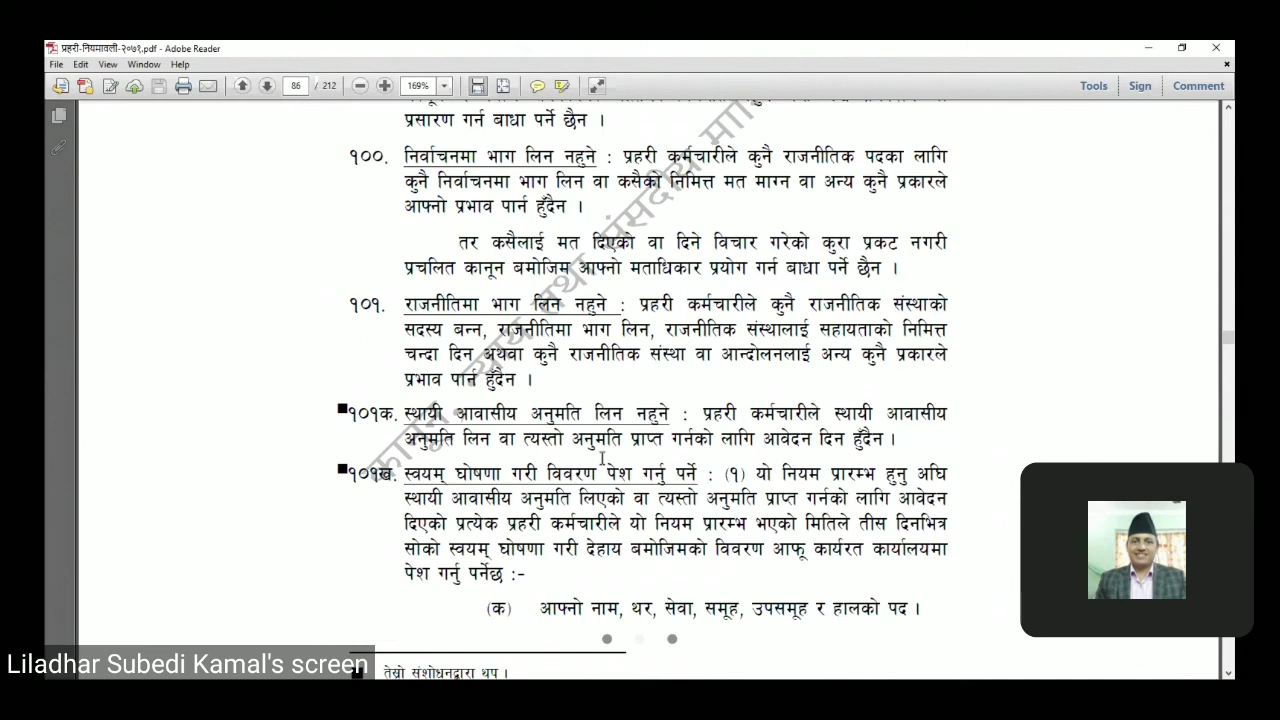 प्रहरी-नियमावली-२०७१.pdf - Adobe Reader
File Edit View Window Help
86 / 212 169% Tools Sign Comment
प्रसारण गर्न बाधा पर्ने छैन ।
१००. निर्वाचनमा भाग लिन नहुने : प्रहरी कर्मचारीले कुनै राजनीतिक पदका लागि
कुनै निर्वाचनमा भाग लिन वा कसैको निमित्त मत माग्न वा अन्य कुनै प्रकारले
आफ्नो प्रभाव पार्न हुँदैन ।
तर कसैलाई मत दिएको वा दिने विचार गरेको कुरा प्रकट नगरी
प्रचलित कानून बमोजिम आफ्नो मताधिकार प्रयोग गर्न बाधा पर्ने छैन ।
१०१. राजनीतिमा भाग लिन नहुने : प्रहरी कर्मचारीले कुनै राजनीतिक संस्थाको
सदस्य बन्न, राजनीतिमा भाग लिन, राजनीतिक संस्थालाई सहायताको निमित्त
चन्दा दिन अथवा कुनै राजनीतिक संस्था वा आन्दोलनलाई अन्य कुनै प्रकारले
प्रभाव पार्न हुँदैन ।
■१०१क. स्थायी आवासीय अनुमति लिन नहुने : प्रहरी कर्मचारीले स्थायी आवासीय
अनुमति लिन वा त्यस्तो अनुमति प्राप्त गर्नको लागि आवेदन दिन हुँदैन ।
■१०१ख. स्वयम् घोषणा गरी विवरण पेश गर्नु पर्ने : (१) यो नियम प्रारम्भ हुनु अघि
स्थायी आवासीय अनुमति लिएको वा त्यस्तो अनुमति प्राप्त गर्नको लागि आवेदन
दिएको प्रत्येक प्रहरी कर्मचारीले यो नियम प्रारम्भ भएको मितिले तीस दिनभित्र
सोको स्वयम् घोषणा गरी देहाय बमोजिमको विवरण आफू कार्यरत कार्यालयमा
पेश गर्नु पर्नेछ :-
(क) आफ्नो नाम, थर, सेवा, समूह, उपसमूह र हालको पद ।
■ तेस्रो संशोधनद्वारा थप ।
कानून, न्याय तथा संसदीय
Liladhar Subedi Kamal's screen